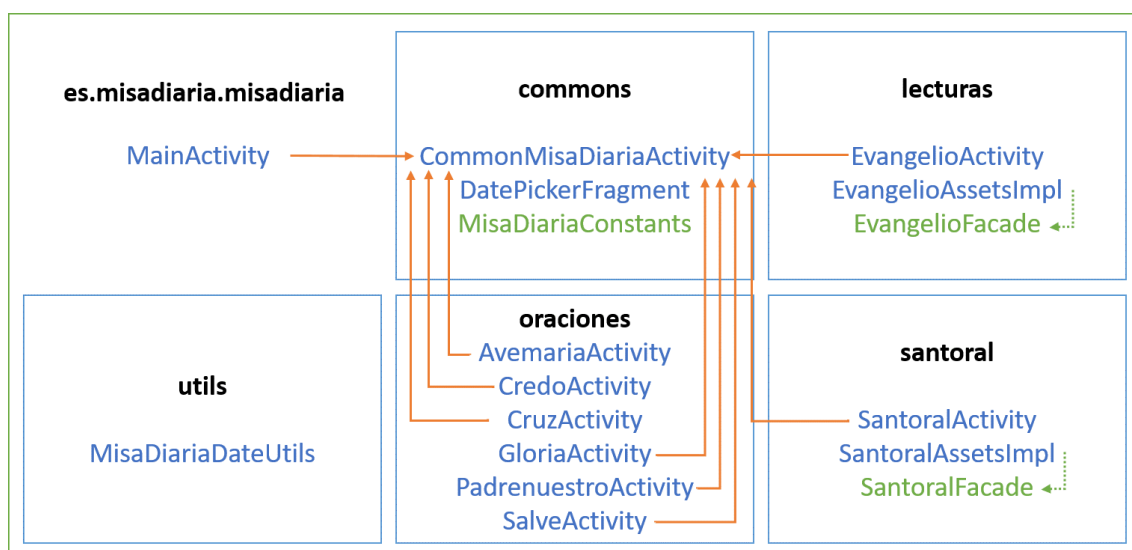 es.misadiaria.misadiaria
MainActivity
commons
CommonMisaDiariaActivity
DatePickerFragment
MisaDiariaConstants
lecturas
EvangelioActivity
EvangelioAssetsImpl
EvangelioFacade
utils
MisaDiariaDateUtils
oraciones
AvemariaActivity
CredoActivity
CruzActivity
GloriaActivity
PadrenuestroActivity
SalveActivity
santoral
SantoralActivity
SantoralAssetsImpl
SantoralFacade